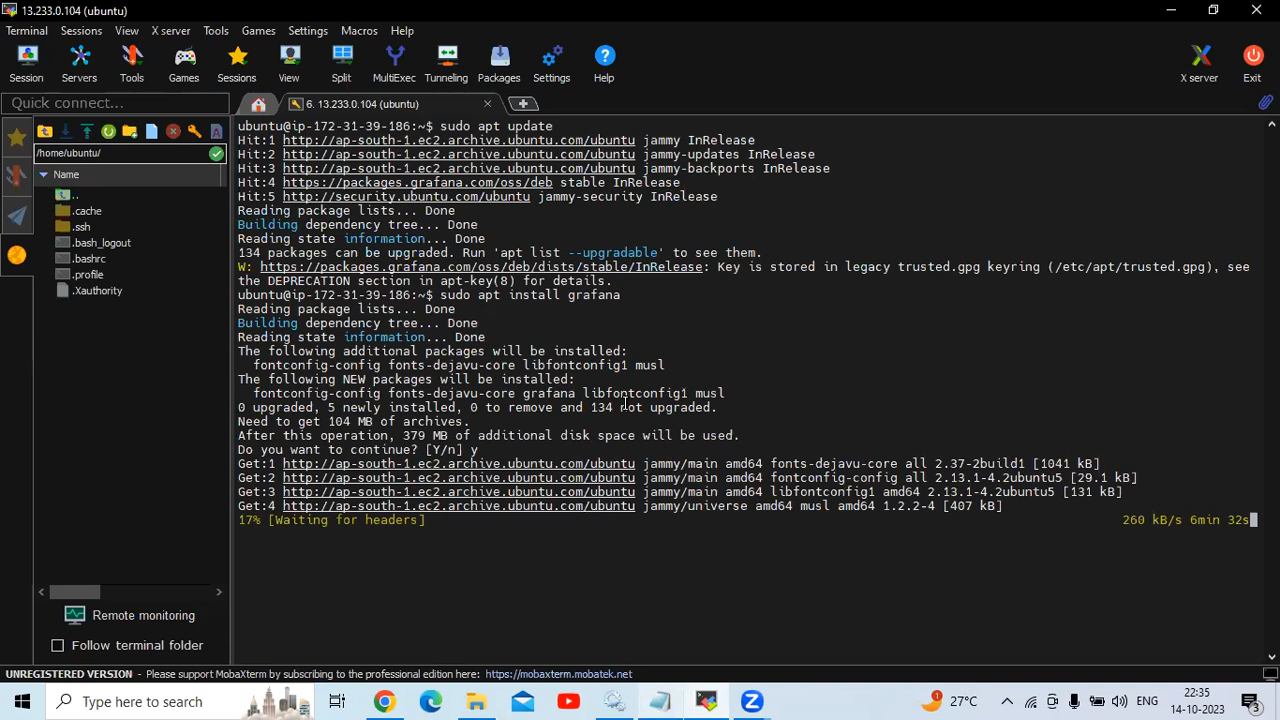 13.233.0.104 (ubuntu)
Terminal Sessions View X server Tools Games Settings Macros Help
Session Servers Tools Games Sessions View Split MultiExec Tunneling Packages Settings Help X server Exit
Quick connect...
6. 13.233.0.104 (ubuntu)
/home/ubuntu/
Name
..
.cache
.ssh
.bash_logout
.bashrc
.profile
.Xauthority
Remote monitoring
Follow terminal folder
ubuntu@ip-172-31-39-186:~$ sudo apt update
Hit:1 http://ap-south-1.ec2.archive.ubuntu.com/ubuntu jammy InRelease
Hit:2 http://ap-south-1.ec2.archive.ubuntu.com/ubuntu jammy-updates InRelease
Hit:3 http://ap-south-1.ec2.archive.ubuntu.com/ubuntu jammy-backports InRelease
Hit:4 https://packages.grafana.com/oss/deb stable InRelease
Hit:5 http://security.ubuntu.com/ubuntu jammy-security InRelease
Reading package lists... Done
Building dependency tree... Done
Reading state information... Done
134 packages can be upgraded. Run 'apt list --upgradable' to see them.
W: https://packages.grafana.com/oss/deb/dists/stable/InRelease: Key is stored in legacy trusted.gpg keyring (/etc/apt/trusted.gpg), see
the DEPRECATION section in apt-key(8) for details.
ubuntu@ip-172-31-39-186:~$ sudo apt install grafana
Reading package lists... Done
Building dependency tree... Done
Reading state information... Done
The following additional packages will be installed:
fontconfig-config fonts-dejavu-core libfontconfig1 musl
The following NEW packages will be installed:
fontconfig-config fonts-dejavu-core grafana libfontconfig1 musl
0 upgraded, 5 newly installed, 0 to remove and 134 not upgraded.
Need to get 104 MB of archives.
After this operation, 379 MB of additional disk space will be used.
Do you want to continue? [Y/n] y
Get:1 http://ap-south-1.ec2.archive.ubuntu.com/ubuntu jammy/main amd64 fonts-dejavu-core all 2.37-2build1 [1041 kB]
Get:2 http://ap-south-1.ec2.archive.ubuntu.com/ubuntu jammy/main amd64 fontconfig-config all 2.13.1-4.2ubuntu5 [29.1 kB]
Get:3 http://ap-south-1.ec2.archive.ubuntu.com/ubuntu jammy/main amd64 libfontconfig1 amd64 2.13.1-4.2ubuntu5 [131 kB]
Get:4 http://ap-south-1.ec2.archive.ubuntu.com/ubuntu jammy/universe amd64 musl amd64 1.2.2-4 [407 kB]
17% [Waiting for headers] 260 kB/s 6min 32s
UNREGISTERED VERSION - Please support MobaXterm by subscribing to the professional edition here: https://mobaxterm.mobatek.net
Type here to search
1
27°C
ENG
22:35
14-10-2023
3